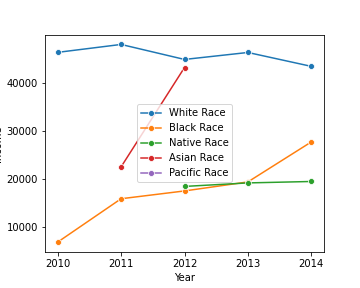 40000
30000
20000
10000
White Race
Black Race
Native Race
Asian Race
Pacific Race
2010 2011 2012 2013 2014
Year